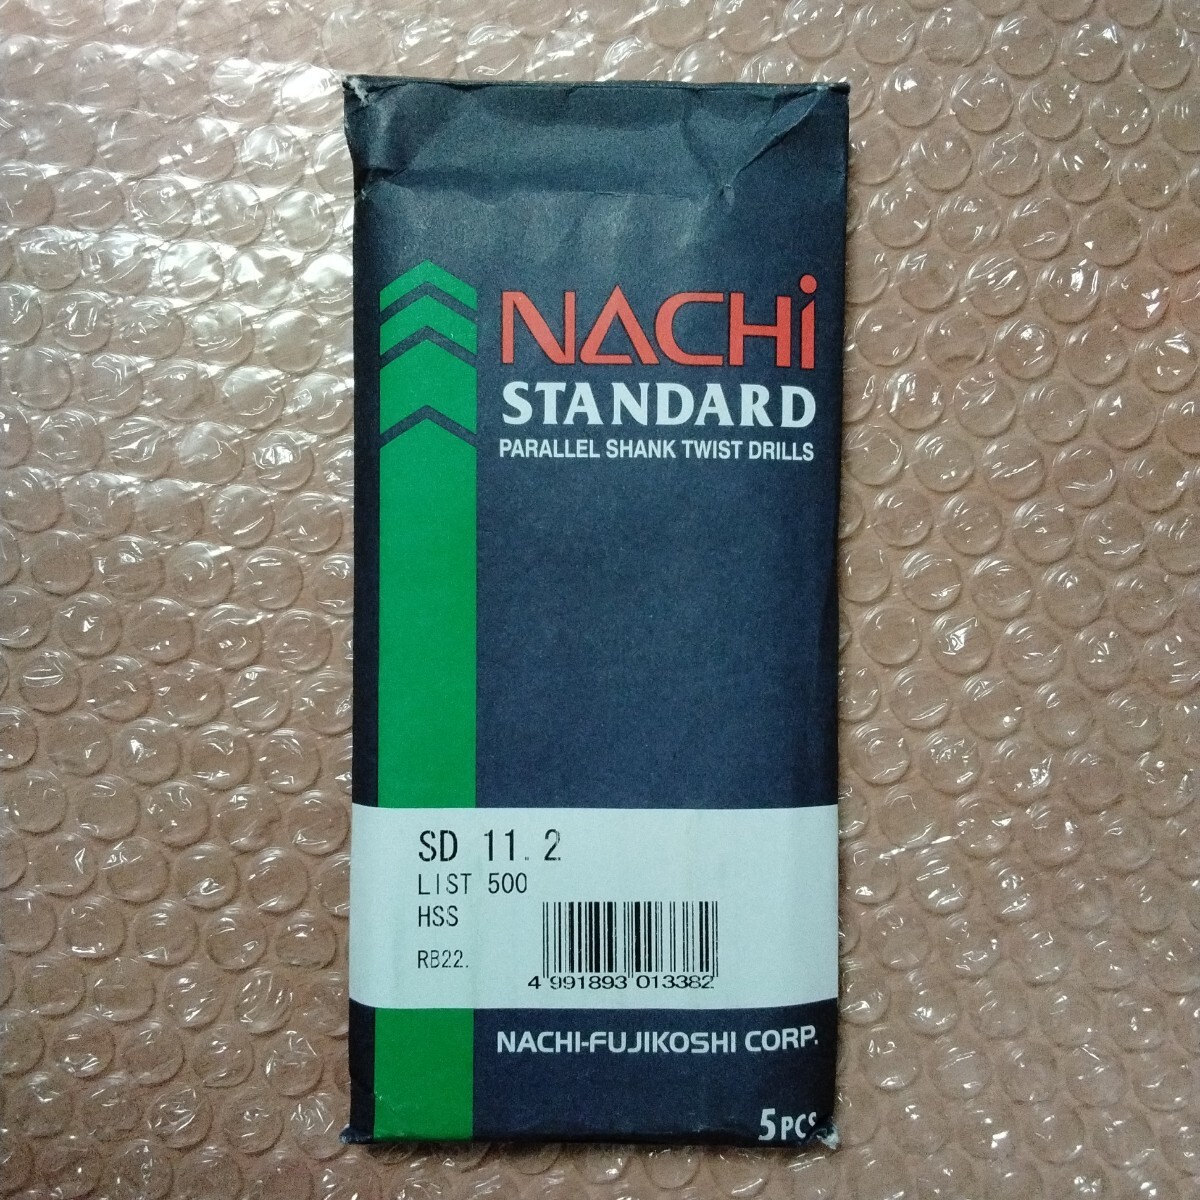 NACHi
STANDARD
PARALLEL SHANK TWIST DRILLS
SD 11.2
LIST 500
HSS
RB22.
4 991893 013382
NACHI-FUJIKOSHI CORP.
5PCS